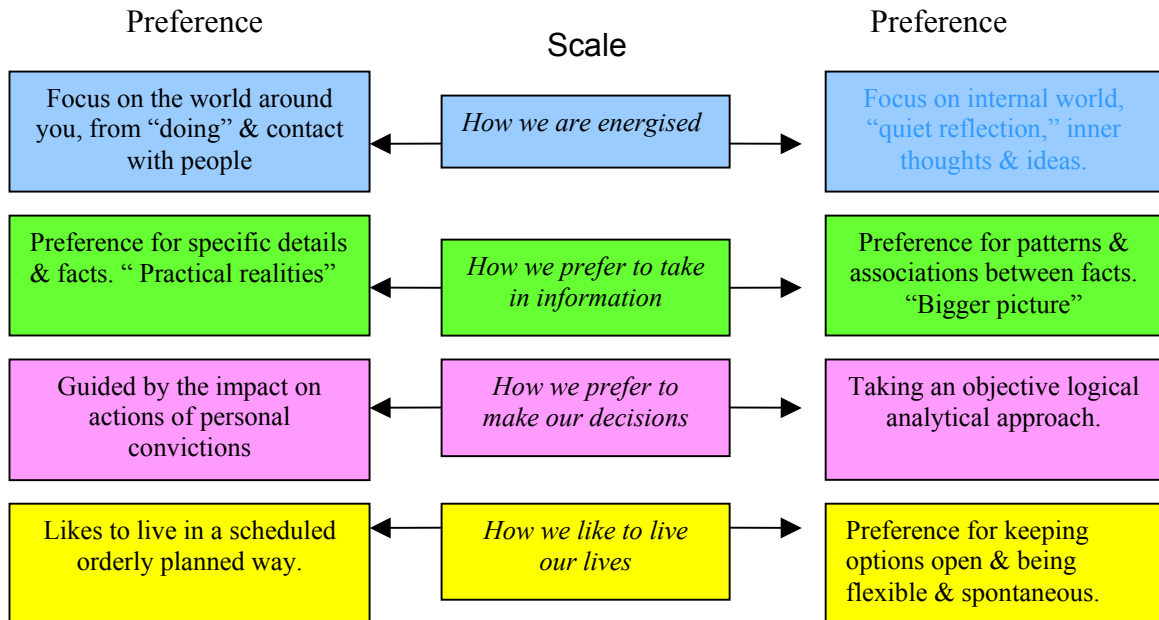 Preference
Scale
Preference
Focus on the world around
you, from “doing” & contact
with people
How we are energised
Focus on internal world,
“quiet reflection,” inner
thoughts & ideas.
Preference for specific details
& facts. “ Practical realities”
How we prefer to take
in information
Preference for patterns &
associations between facts.
“Bigger picture”
Guided by the impact on
actions of personal
convictions
How we prefer to
make our decisions
Taking an objective logical
analytical approach.
Likes to live in a scheduled
orderly planned way.
How we like to live
our lives
Preference for keeping
options open & being
flexible & spontaneous.